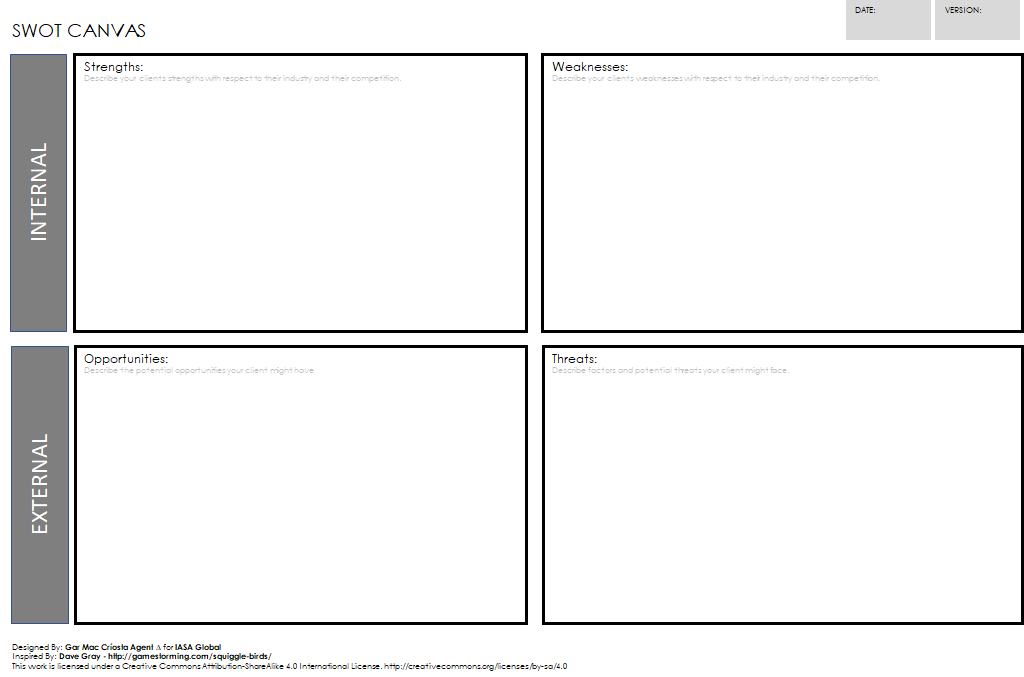 DATE:
VERSION:
SWOT CANVAS
INTERNAL
Strengths:
Describe your clients strengths with respect to their industry and their competition.
Weaknesses:
Describe your clients weaknesses with respect to their industry and their competition.
EXTERNAL
Opportunities:
Describe the potential opportunities your client might have
Threats:
Describe factors and potential threats your client might face.
Designed By: Gar Mac Críosta Agent Δ for IASA Global
Inspired By: Dave Gray - http://gamestorming.com/squiggle-birds/
This work is licensed under a Creative Commons Attribution-ShareAlike 4.0 International License. http://creativecommons.org/licenses/by-sa/4.0